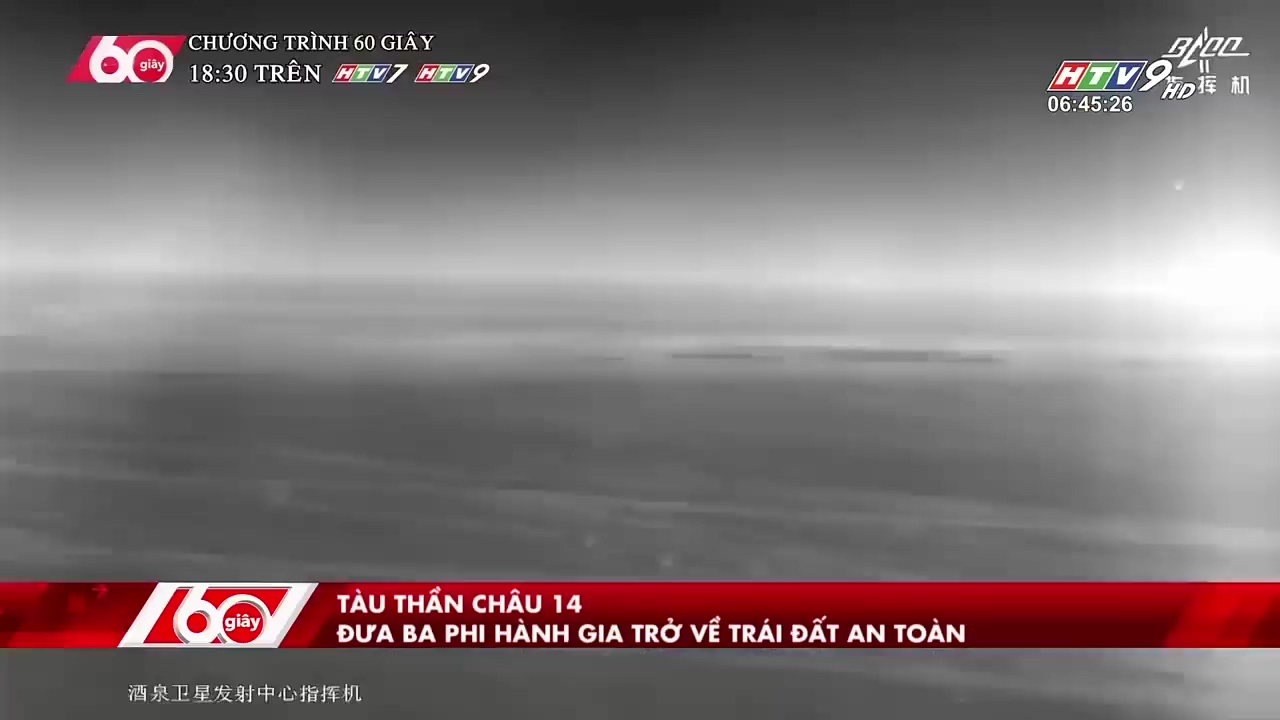 60 giây
CHƯƠNG TRÌNH 60 GIÂY
18:30 TRÊN HTV7 HTV9
HTV9 HD
06:45:26
指挥机
60 giây
TÀU THẦN CHÂU 14
ĐƯA BA PHI HÀNH GIA TRỞ VỀ TRÁI ĐẤT AN TOÀN
酒泉卫星发射中心指挥机